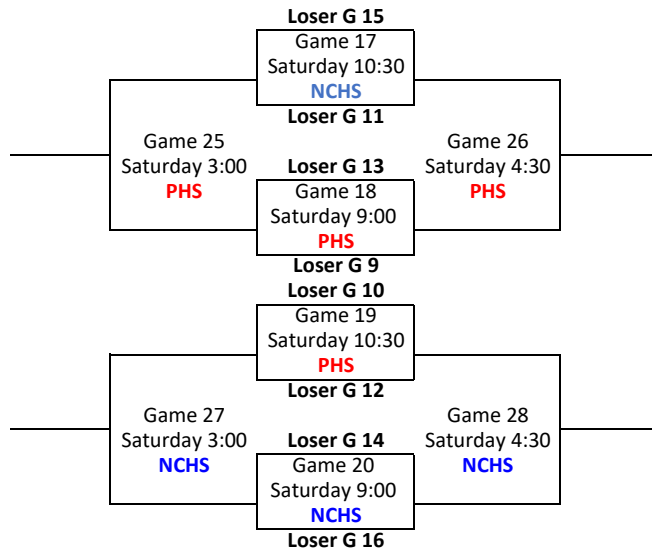 Loser G 15
Game 17
Saturday 10:30
NCHS
Loser G 11
Game 25
Saturday 3:00
PHS
Game 26
Saturday 4:30
PHS
Loser G 13
Game 18
Saturday 9:00
PHS
Loser G 9
Loser G 10
Game 19
Saturday 10:30
PHS
Loser G 12
Game 27
Saturday 3:00
NCHS
Game 28
Saturday 4:30
NCHS
Loser G 14
Game 20
Saturday 9:00
NCHS
Loser G 16